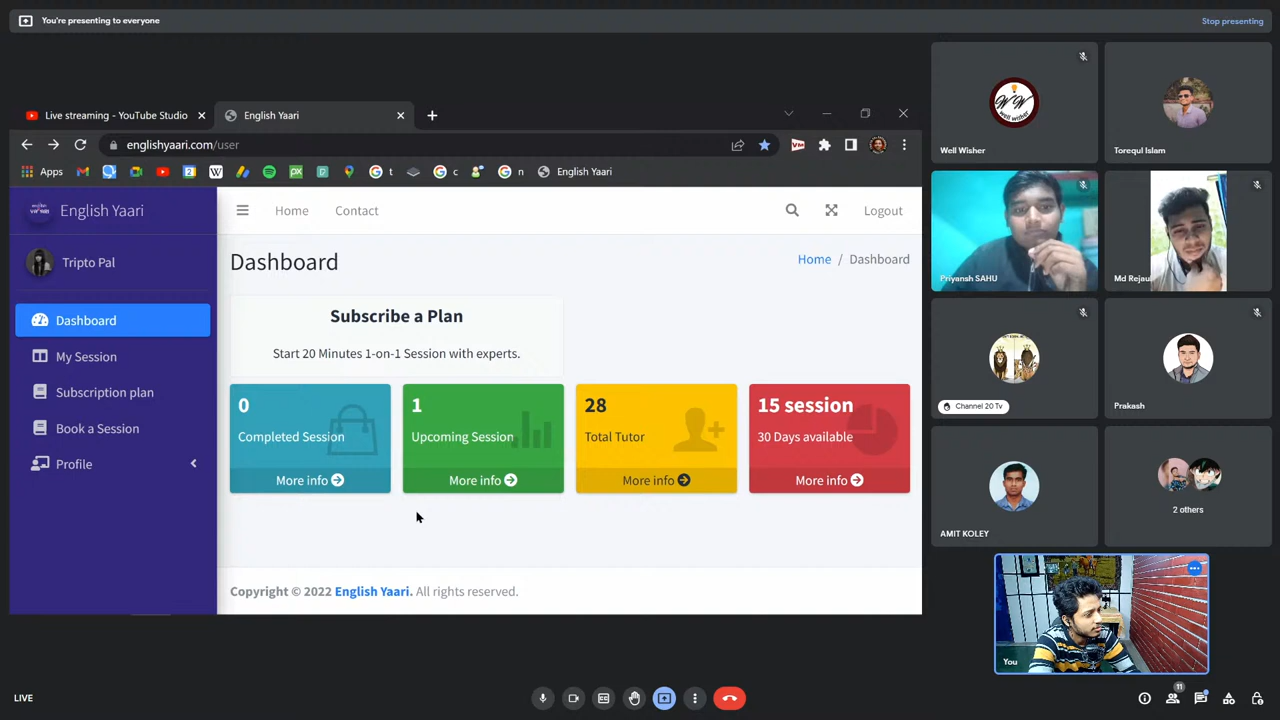 You're presenting to everyone
Stop presenting
Live streaming - YouTube Studio
English Yaari
englishyaari.com/user
Apps
t
c
n
English Yaari
English Yaari
Home
Contact
Logout
Tripto Pal
Dashboard
Home / Dashboard
Dashboard
My Session
Subscription plan
Book a Session
Profile
Subscribe a Plan
Start 20 Minutes 1-on-1 Session with experts.
0
Completed Session
More info
1
Upcoming Session
More info
28
Total Tutor
More info
15 session
30 Days available
More info
Copyright © 2022 English Yaari. All rights reserved.
well wisher
Well Wisher
Torequl Islam
Priyansh SAHU
Md Rejaul
Channel 20 Tv
Prakash
AMIT KOLEY
2 others
You
LIVE
11